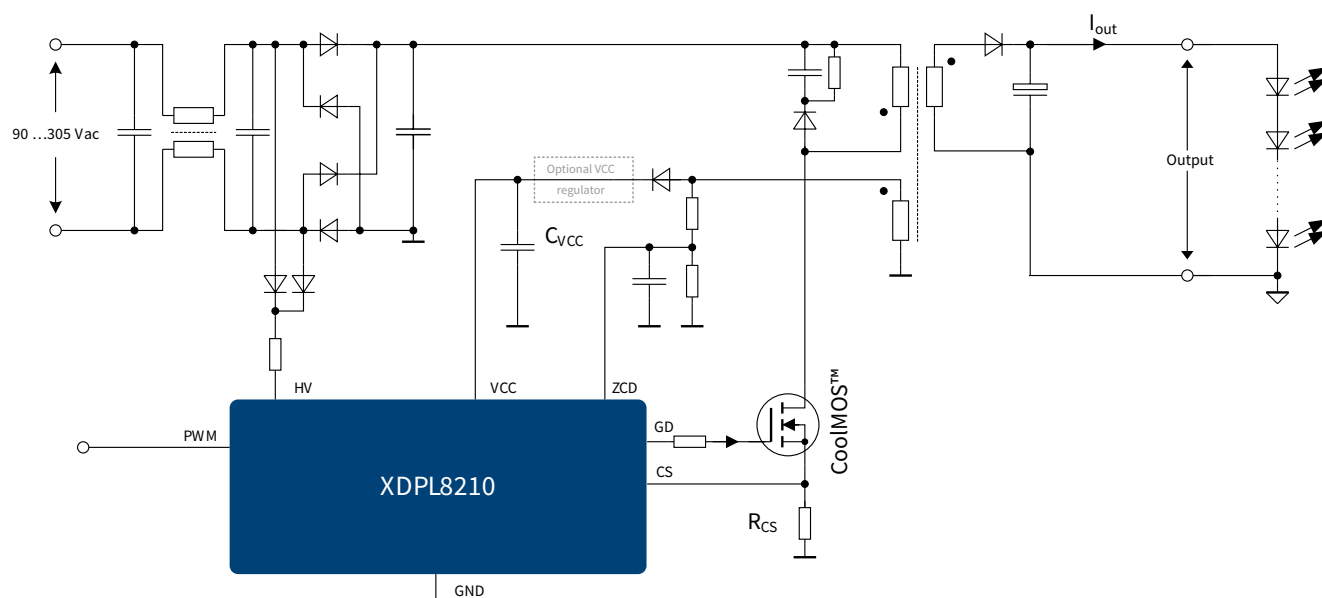 I_out
90 …305 Vac
Optional VCC
regulator
Output
C_VCC
HV
VCC
ZCD
CoolMOS™
PWM
GD
CS
XDPL8210
R_CS
GND